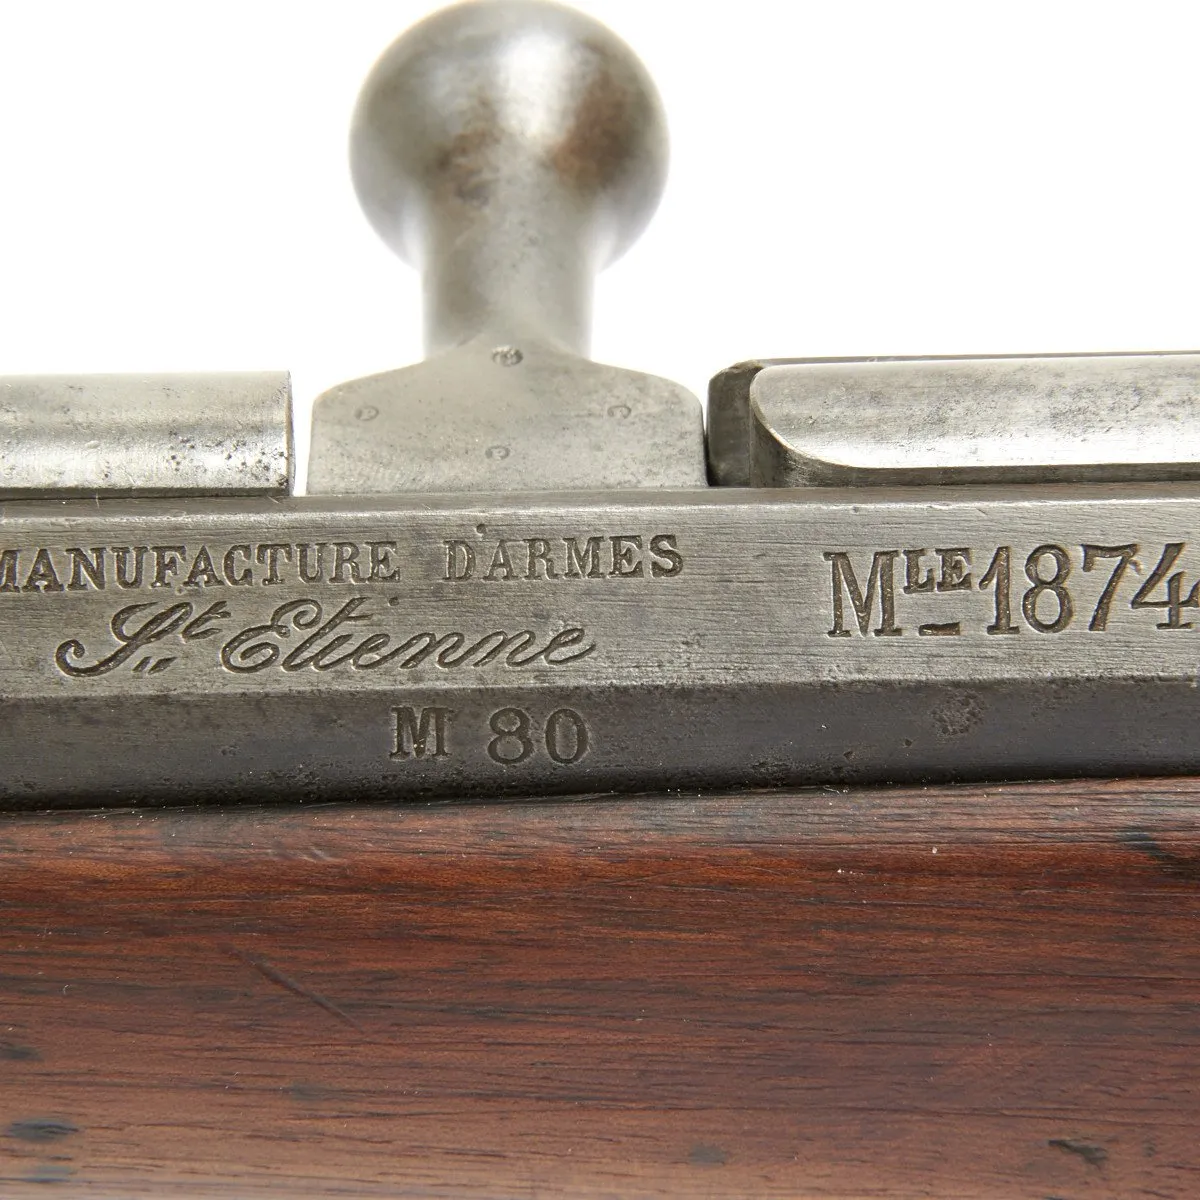 MANUFACTURE D'ARMES
St Etienne
MLE 1874
M 80